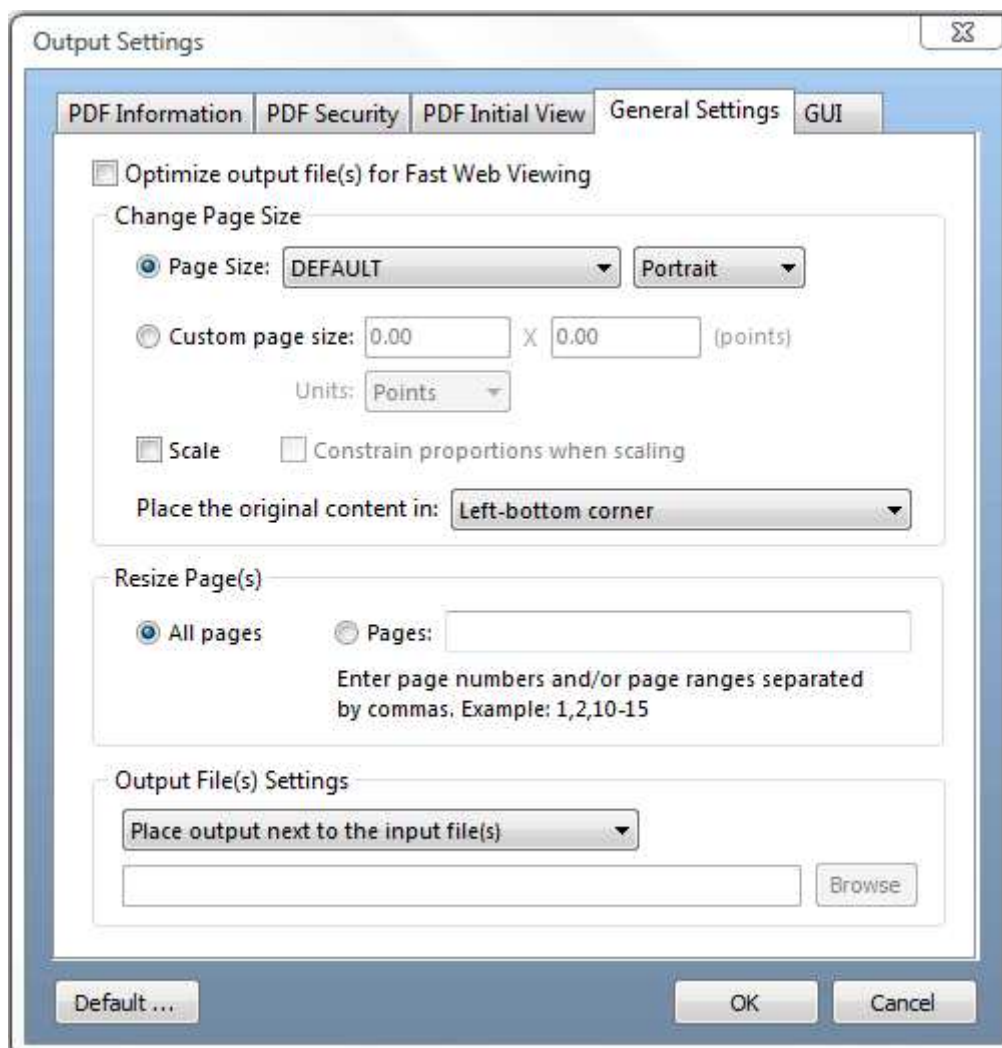 Output Settings
PDF Information PDF Security PDF Initial View General Settings GUI
Optimize output file(s) for Fast Web Viewing
Change Page Size
Page Size: DEFAULT Portrait
Custom page size: 0.00 X 0.00 (points)
Units: Points
Scale Constrain proportions when scaling
Place the original content in: Left-bottom corner
Resize Page(s)
All pages Pages:
Enter page numbers and/or page ranges separated
by commas. Example: 1,2,10-15
Output File(s) Settings
Place output next to the input file(s)
Browse
Default ... OK Cancel